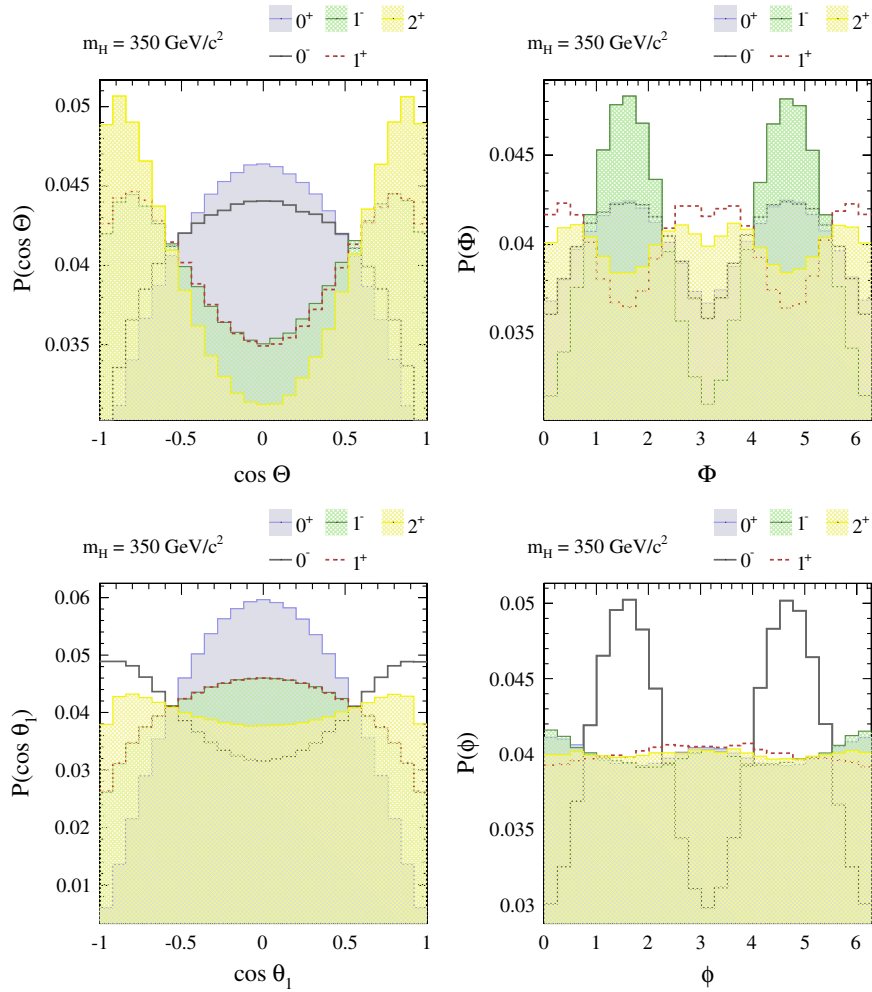 0⁺ 1⁻ 2⁺
m_H = 350 GeV/c²
0⁻ 1⁺
P(cos Θ)
0.05
0.045
0.04
0.035
-1 -0.5 0 0.5 1
cos Θ
0⁺ 1⁻ 2⁺
m_H = 350 GeV/c²
0⁻ 1⁺
P(Φ)
0.045
0.04
0.035
0 1 2 3 4 5 6
Φ
0⁺ 1⁻ 2⁺
m_H = 350 GeV/c²
0⁻ 1⁺
P(cos θ₁)
0.06
0.05
0.04
0.03
0.02
0.01
-1 -0.5 0 0.5 1
cos θ₁
0⁺ 1⁻ 2⁺
m_H = 350 GeV/c²
0⁻ 1⁺
P(ϕ)
0.05
0.045
0.04
0.035
0.03
0 1 2 3 4 5 6
ϕ